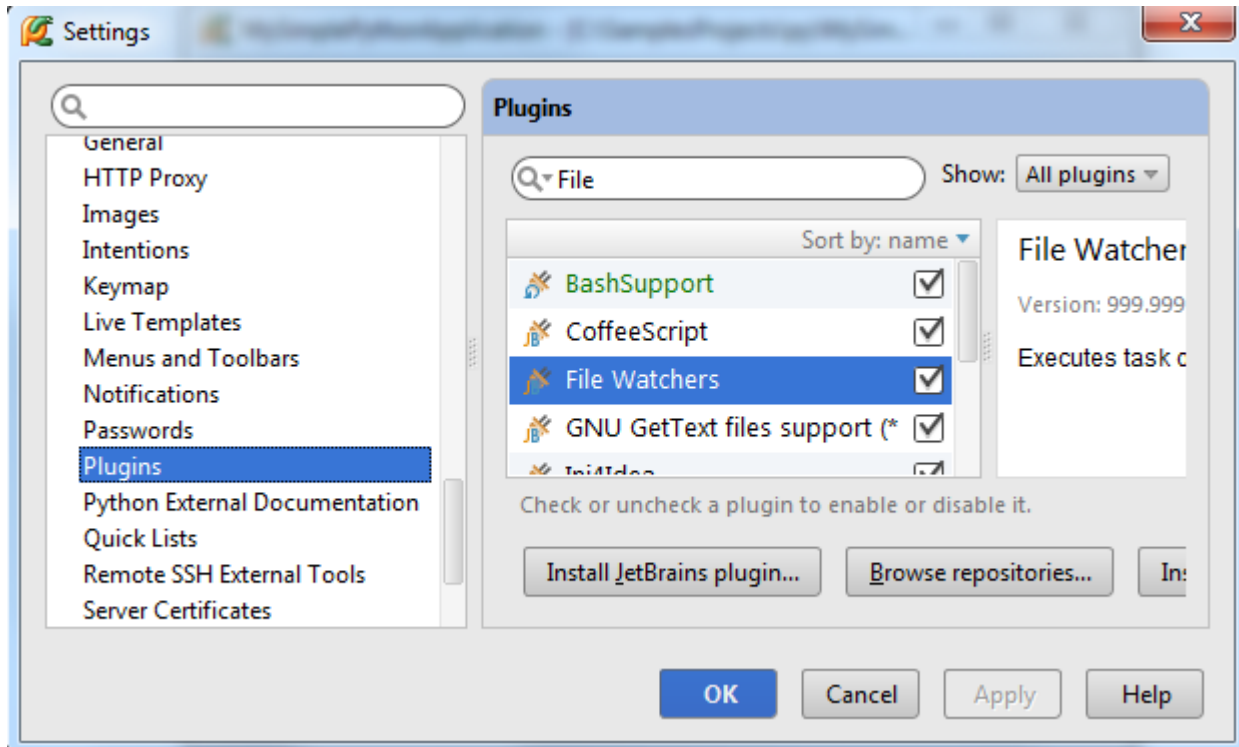 Settings
Plugins
General
HTTP Proxy
Images
Intentions
Keymap
Live Templates
Menus and Toolbars
Notifications
Passwords
Plugins
Python External Documentation
Quick Lists
Remote SSH External Tools
Server Certificates
File
Show: All plugins
Sort by: name
BashSupport
CoffeeScript
File Watchers
GNU GetText files support (*
Ini4Idea
File Watcher
Version: 999.999
Executes task
Check or uncheck a plugin to enable or disable it.
Install JetBrains plugin...
Browse repositories...
OK
Cancel
Apply
Help